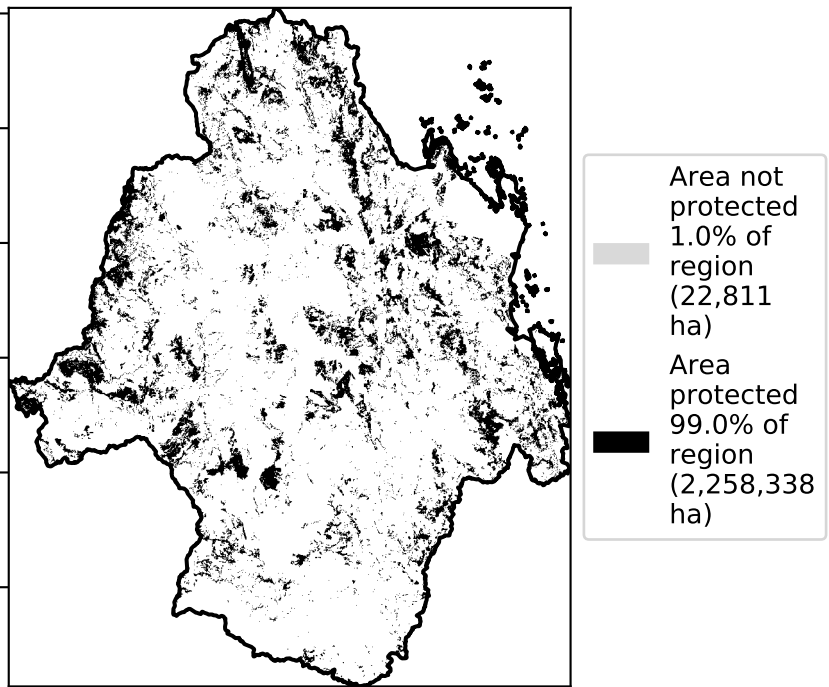 Area not
protected
1.0% of
region
(22,811
ha)
Area
protected
99.0% of
region
(2,258,338
ha)